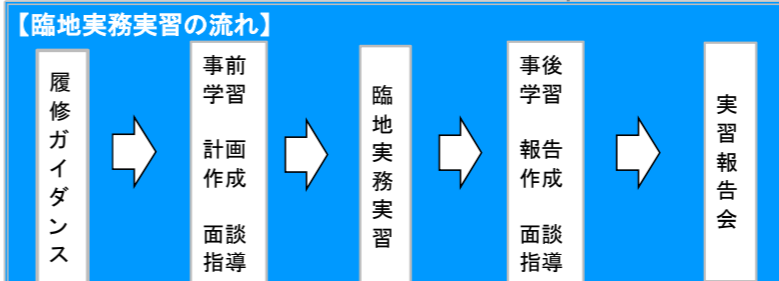 【臨地実務実習の流れ】
履修ガイダンス
事前
学習
計画
作成
面談
指導
臨地実務実習
事後
学習
報告
作成
面談
指導
実習報告会